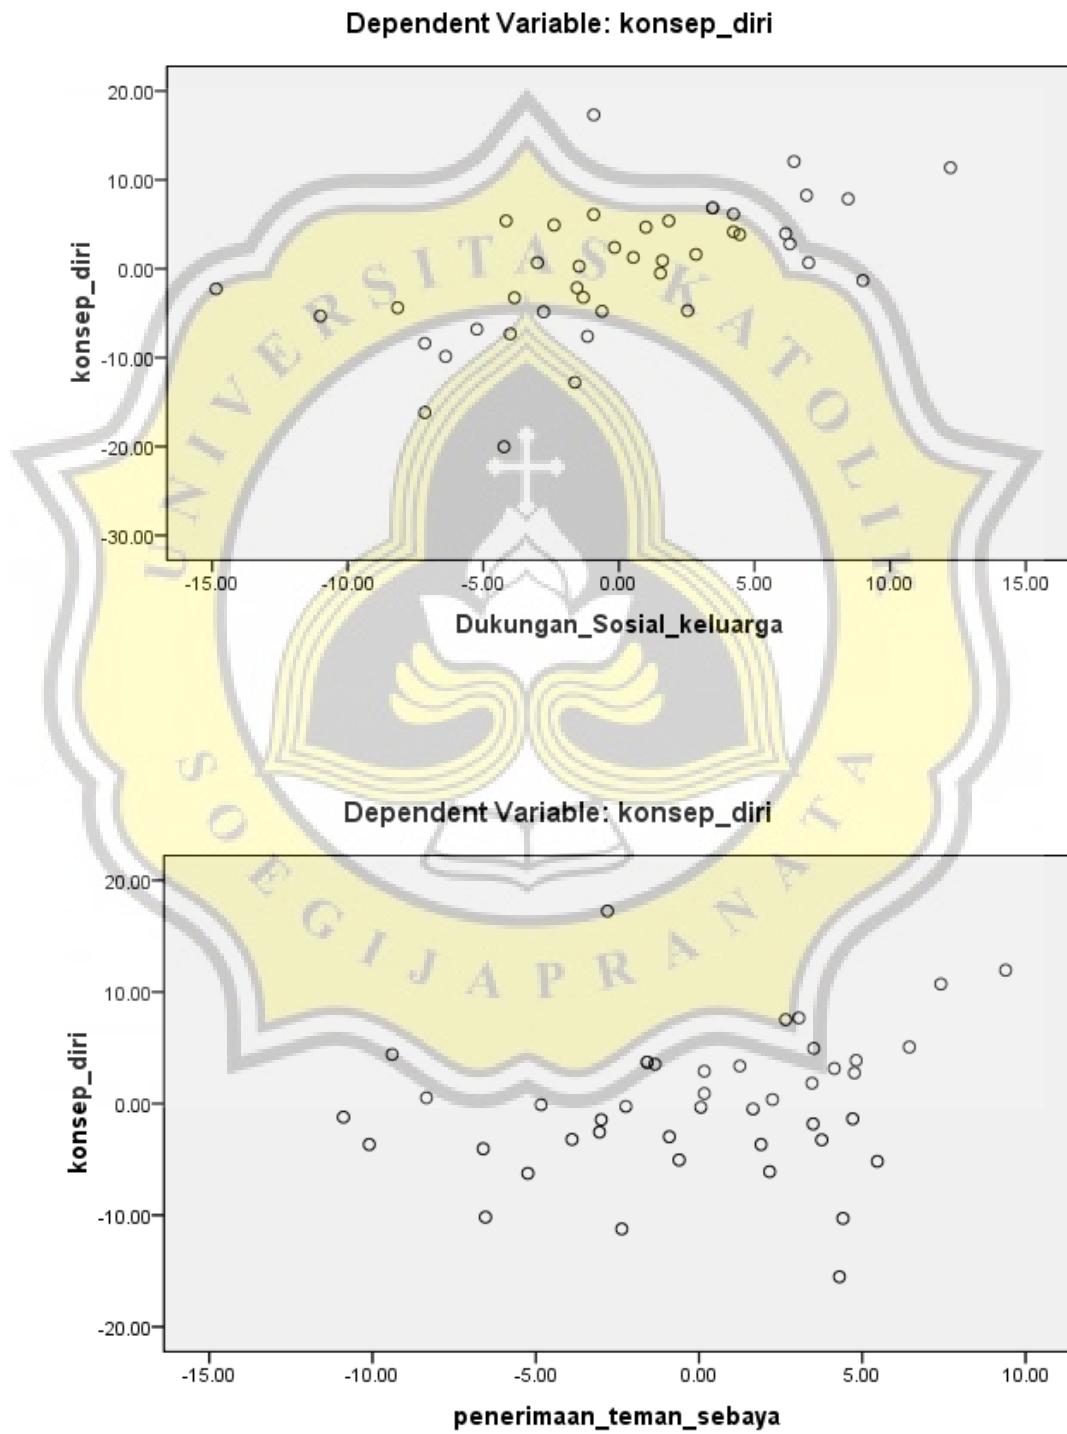 Dependent Variable: konsep_diri
20.00
10.00
0.00
-10.00
-20.00
-30.00
konsep_diri
-15.00 -10.00 -5.00 0.00 5.00 10.00 15.00
Dukungan_Sosial_keluarga
UNIVERSITAS KATOLIK
SOEGIJAPRANATA
Dependent Variable: konsep_diri
20.00
10.00
0.00
-10.00
-20.00
konsep_diri
-15.00 -10.00 -5.00 0.00 5.00 10.00
penerimaan_teman_sebaya